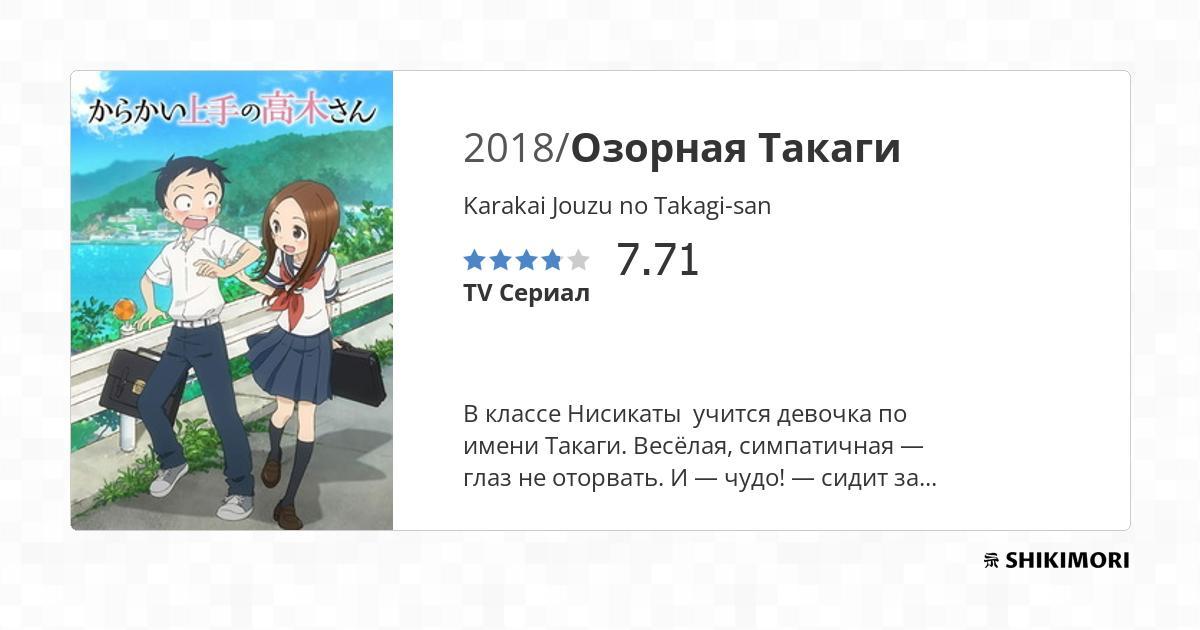 からかい上手の高木さん
2018/Озорная Такаги
Karakai Jouzu no Takagi-san
7.71
TV Сериал
В классе Нисикаты учится девочка по
имени Такаги. Весёлая, симпатичная —
глаз не оторвать. И — чудо! — сидит за...
SHIKIMORI